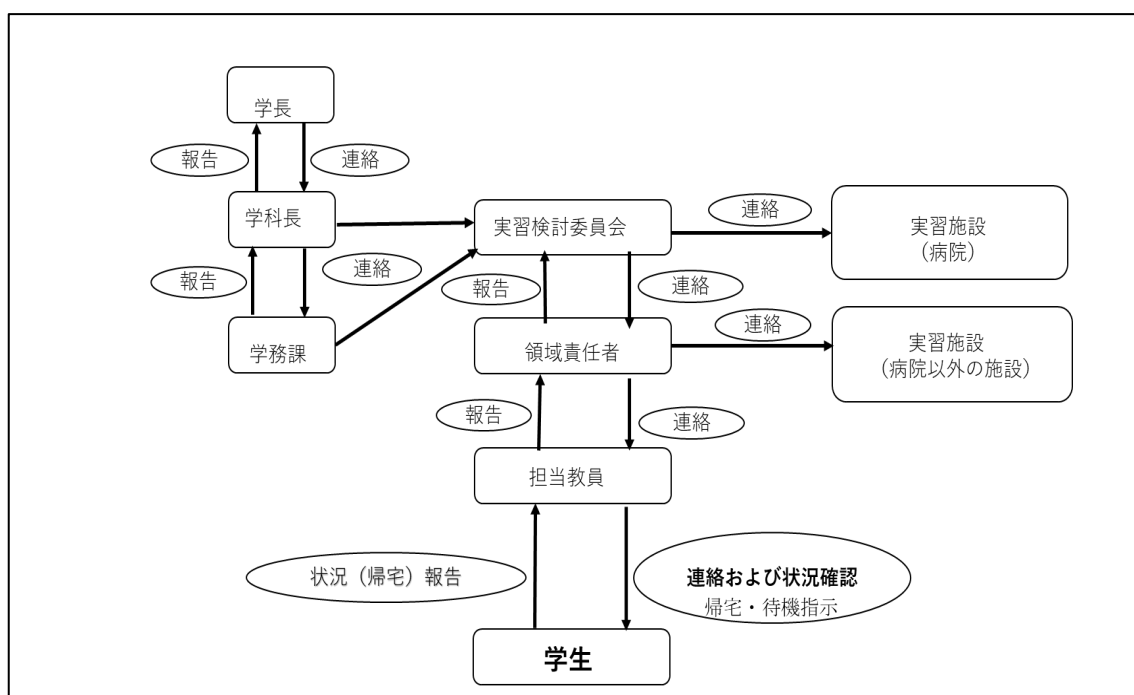 学長
報告
連絡
学科長
実習検討委員会
連絡
実習施設
(病院)
報告
連絡
報告
連絡
学務課
領域責任者
連絡
実習施設
(病院以外の施設)
報告
連絡
担当教員
状況（帰宅）報告
連絡および状況確認
帰宅・待機指示
学生